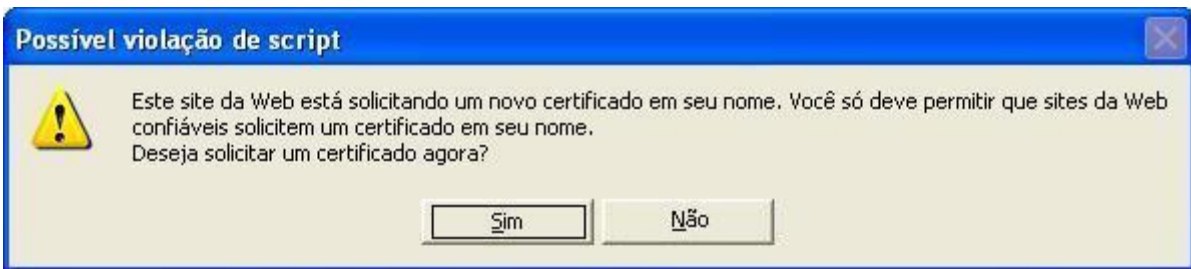 Possível violação de script
Este site da Web está solicitando um novo certificado em seu nome. Você só deve permitir que sites da Web
confiáveis solicitem um certificado em seu nome.
Deseja solicitar um certificado agora?
Sim
Não